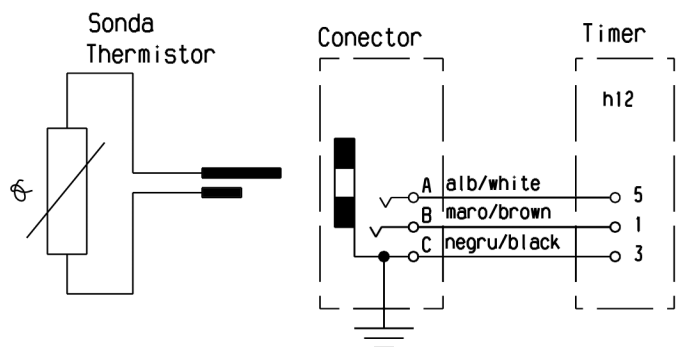 Sonda
Thermistor
Conector
Timer
h12
A alb/white 5
B maro/brown 1
C negru/black 3